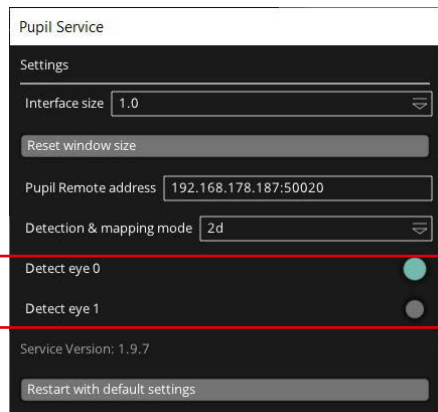 Pupil Service
Settings
Interface size 1.0
Reset window size
Pupil Remote address 192.168.178.187:50020
Detection & mapping mode 2d
Detect eye 0
Detect eye 1
Service Version: 1.9.7
Restart with default settings